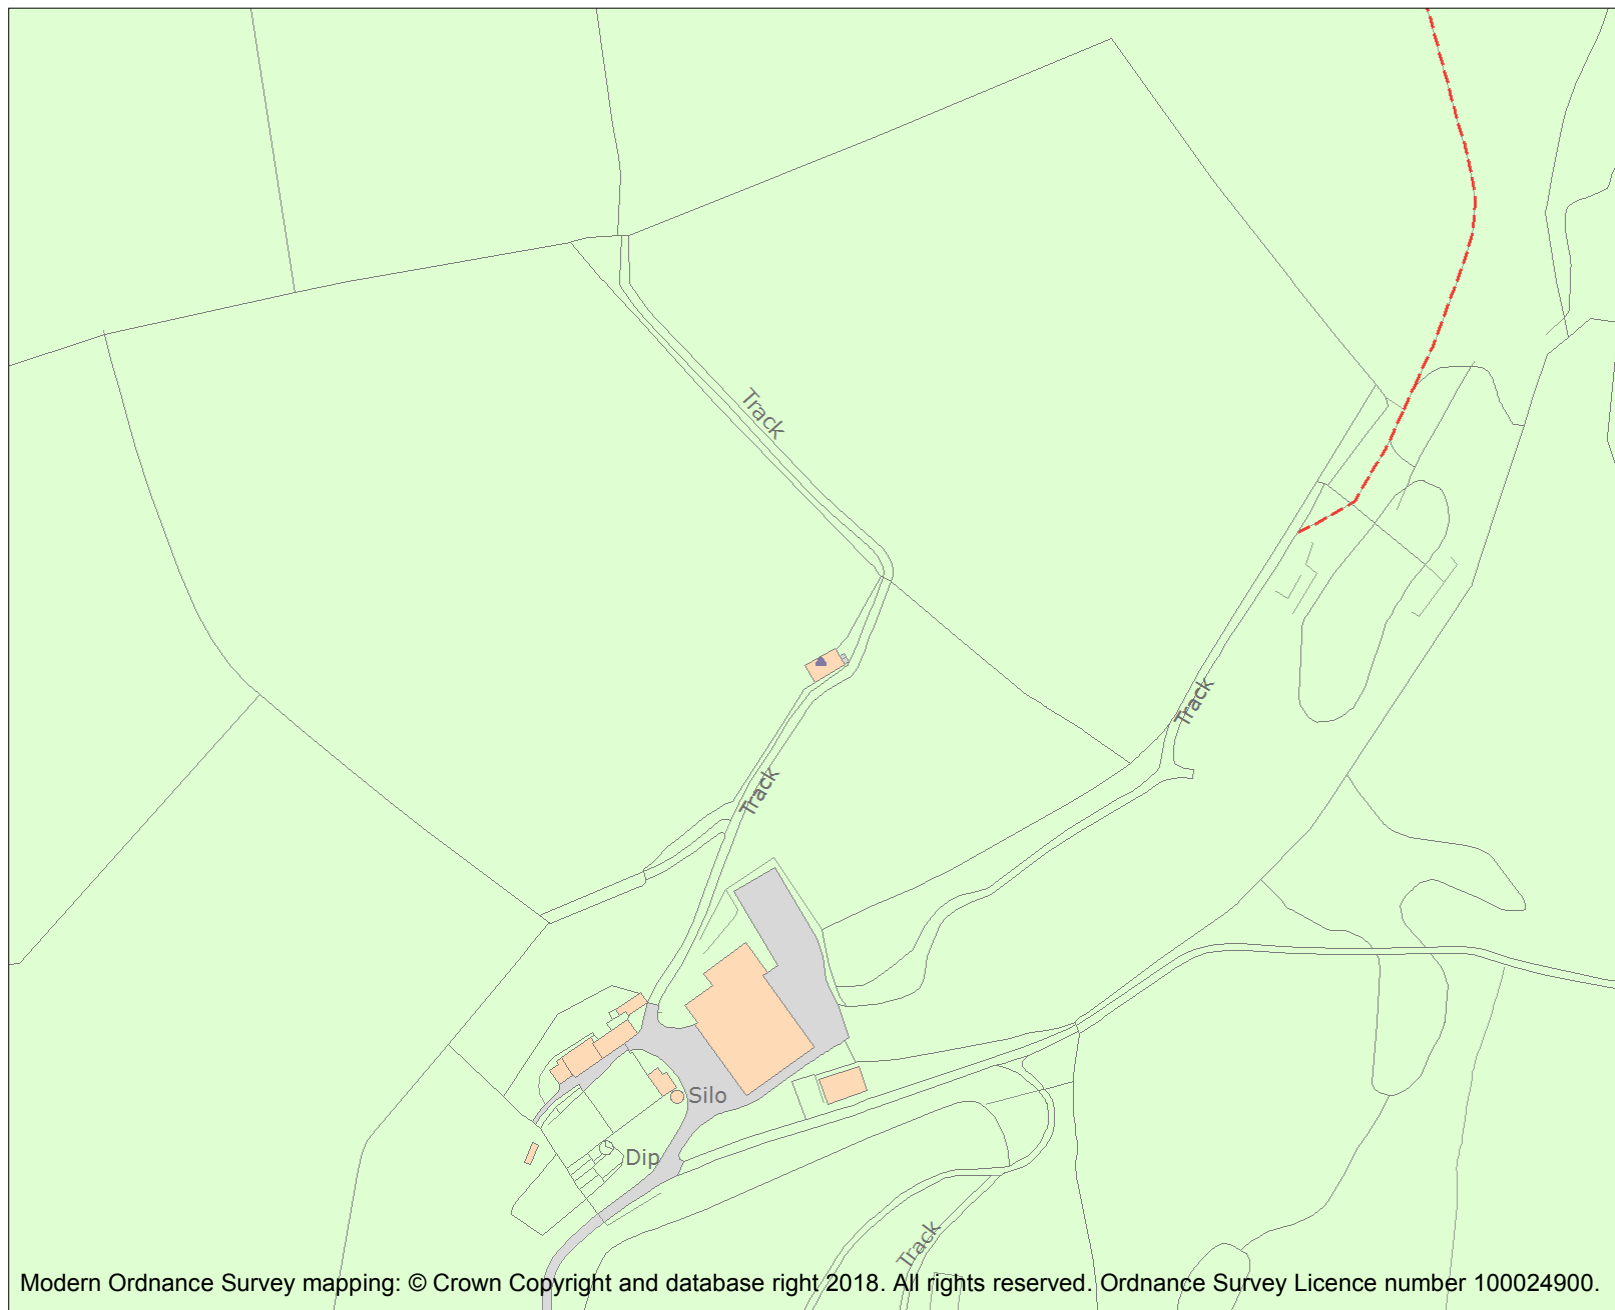 Track
Track
Track
Silo
Dip
Track
Modern Ordnance Survey mapping: © Crown Copyright and database right 2018. All rights reserved. Ordnance Survey Licence number 100024900.